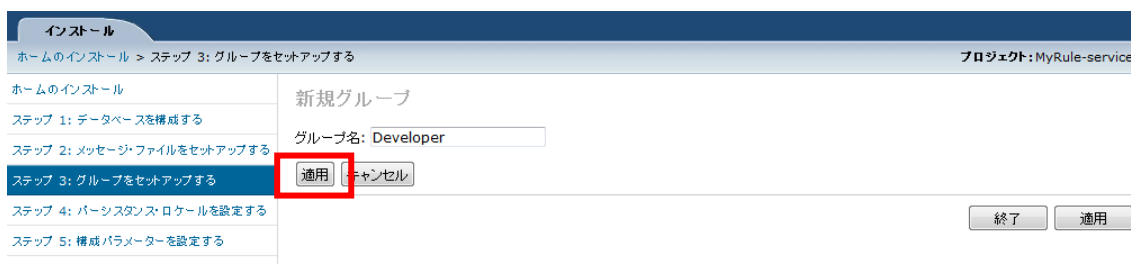 インストール
ホームのインストール > ステップ 3: グループをセットアップする
プロジェクト: MyRule-service
ホームのインストール
ステップ 1: データベースを構成する
ステップ 2: メッセージ・ファイルをセットアップする
ステップ 3: グループをセットアップする
ステップ 4: パーシスタンス・ロケールを設定する
ステップ 5: 構成パラメーターを設定する
新規グループ
グループ名: Developer
適用 キャンセル
終了 適用